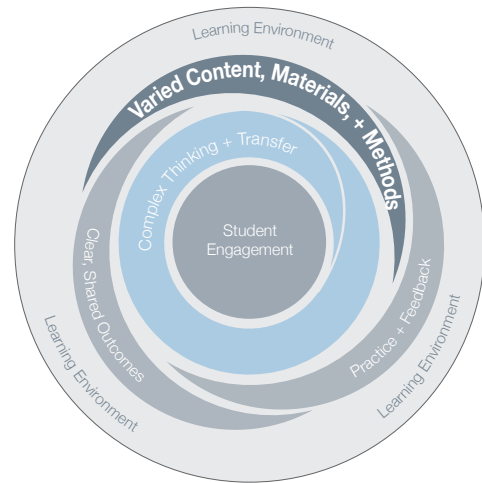 Learning Environment
Varied Content, Materials, + Methods
Complex Thinking + Transfer
Student
Engagement
Clear, Shared Outcomes
Practice + Feedback
Learning Environment
Learning Environment